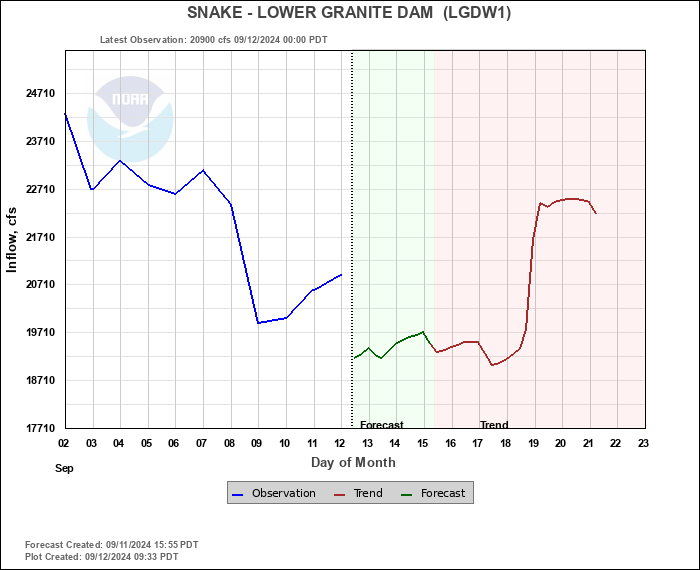 SNAKE - LOWER GRANITE DAM (LGDW1)
Latest Observation: 20900 cfs 09/12/2024 00:00 PDT
NOAA
24710
23710
22710
21710
20710
19710
18710
17710
Inflow, cfs
Forecast Trend
02 03 04 05 06 07 08 09 10 11 12 13 14 15 16 17 18 19 20 21 22 23
Sep
Day of Month
Observation Trend Forecast
Forecast Created: 09/11/2024 15:55 PDT
Plot Created: 09/12/2024 09:33 PDT